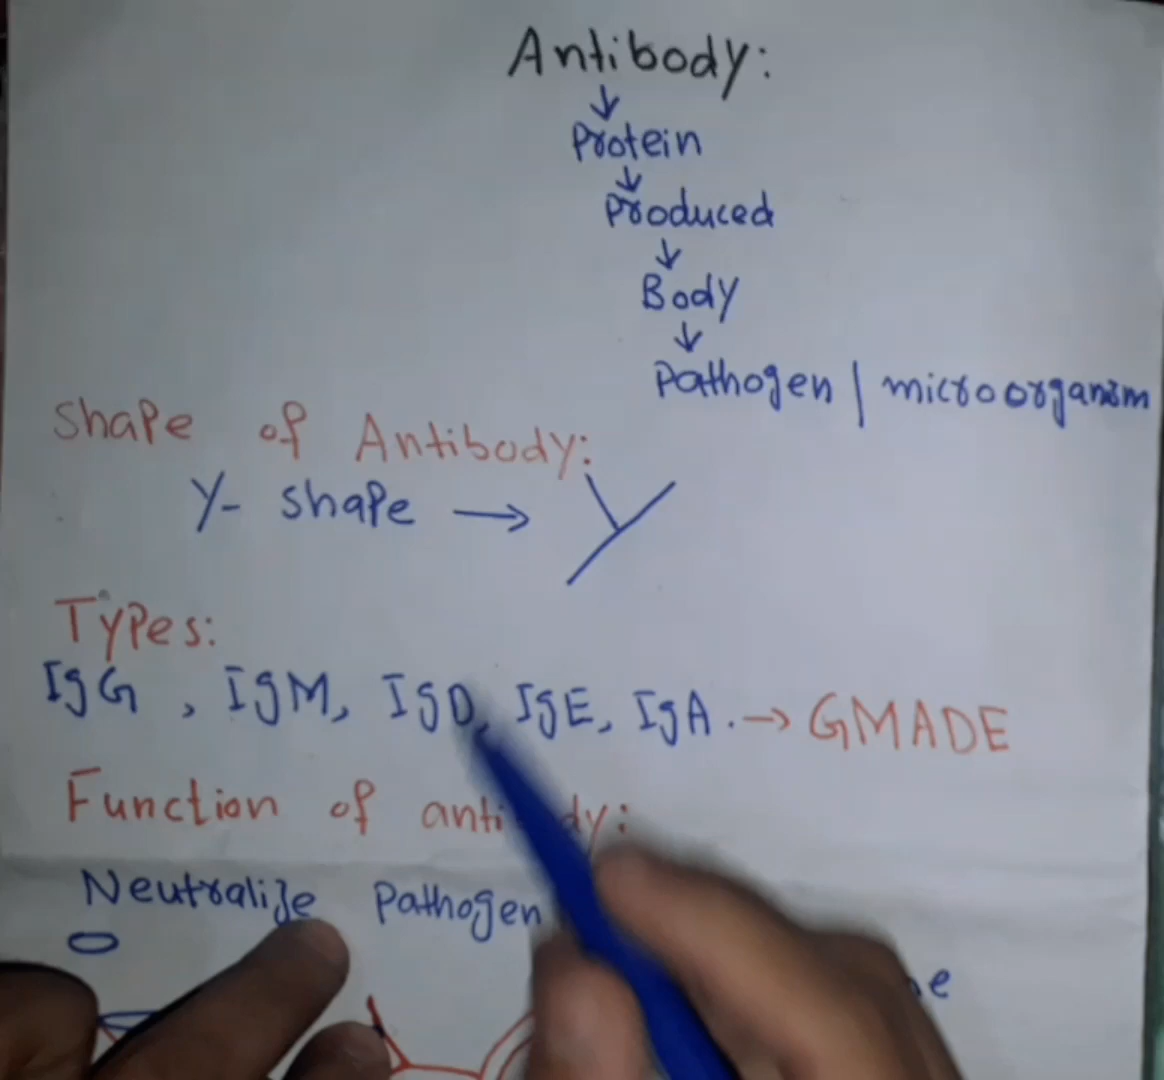 Antibody:
↓
Protein
↓
Produced
↓
Body
↓
Pathogen | microorganism
Shape of Antibody:
Y- shape →
Types:
IgG , IgM, IgD, IgE, IgA . → GMADE
Function of antibody:
Neutralize Pathogen